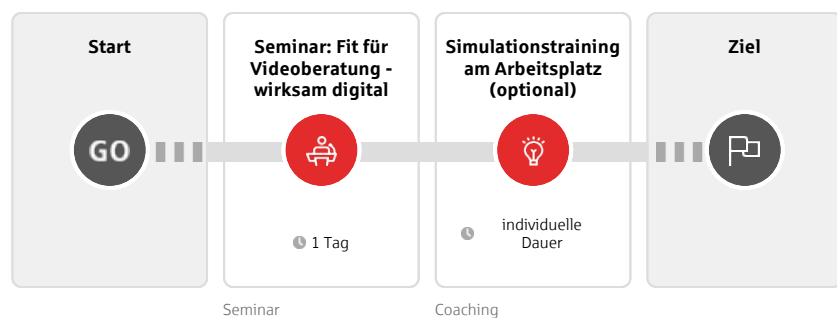 Start
GO
Seminar: Fit für
Videoberatung -
wirksam digital
1 Tag
Seminar
Simulationstraining
am Arbeitsplatz
(optional)
individuelle
Dauer
Coaching
Ziel